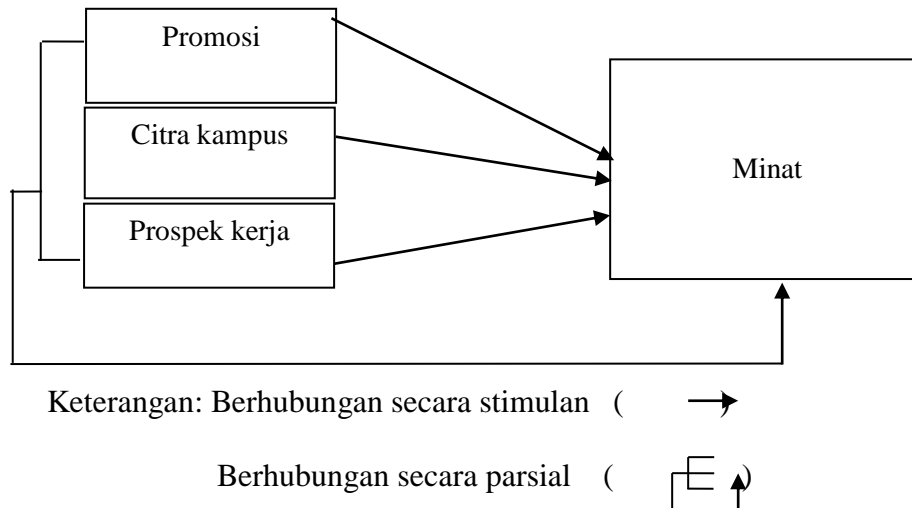 Promosi
Citra kampus
Minat
Prospek kerja
Keterangan: Berhubungan secara stimulan ( )
Berhubungan secara parsial ( )